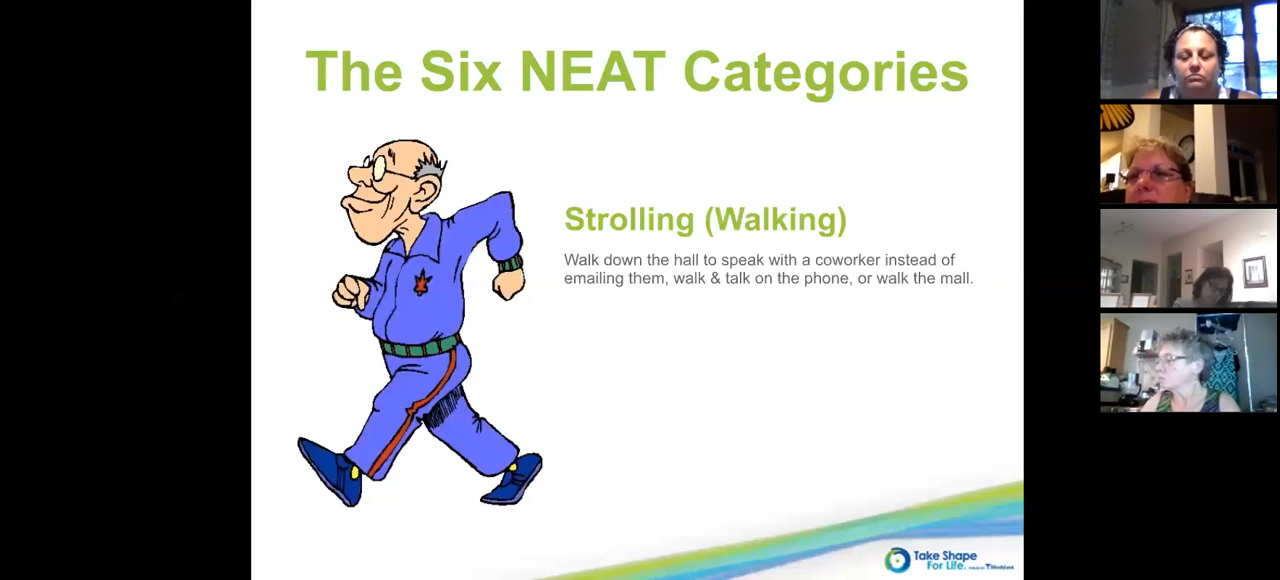 The Six NEAT Categories
Strolling (Walking)
Walk down the hall to speak with a coworker instead of
emailing them, walk & talk on the phone, or walk the mall.
Take Shape
For Life.